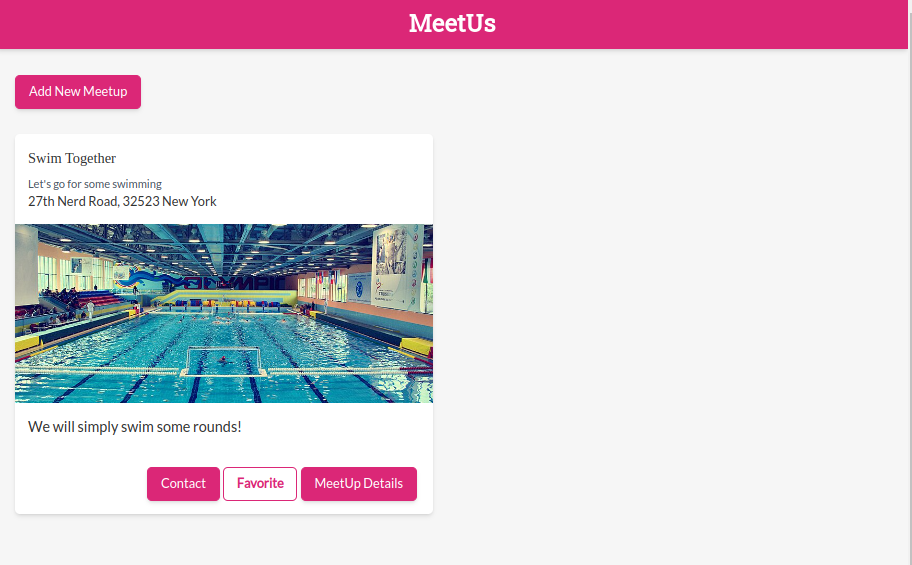 MeetUs
Add New Meetup
Swim Together
Let's go for some swimming
27th Nerd Road, 32523 New York
We will simply swim some rounds!
Contact
Favorite
MeetUp Details